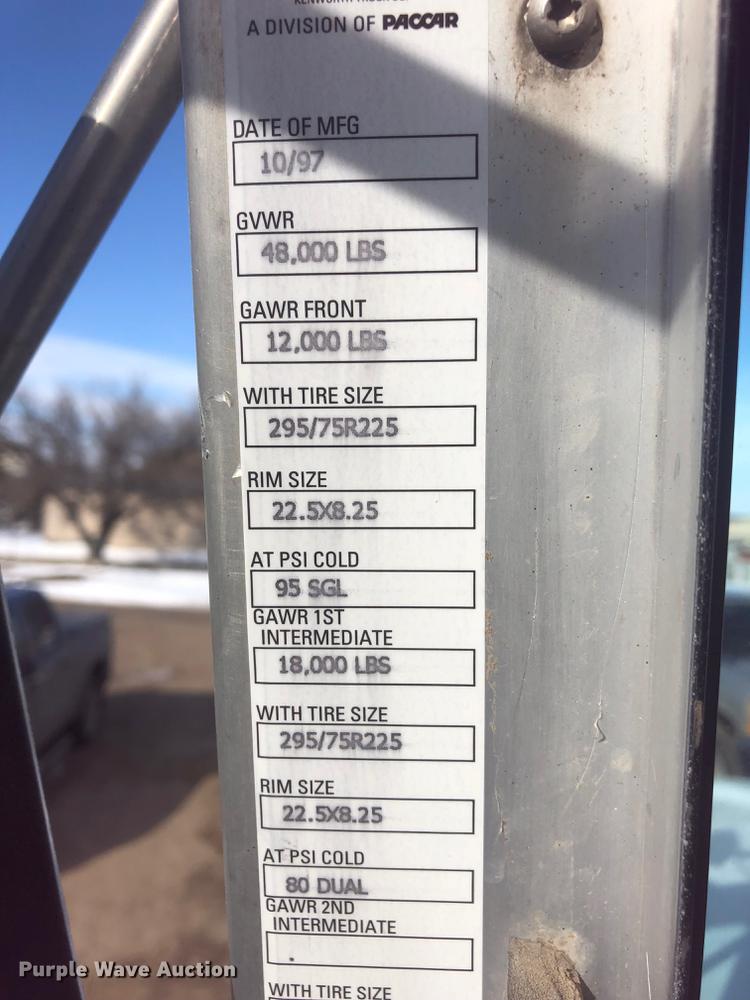 A DIVISION OF PACCAR
DATE OF MFG
10/97
GVWR
48,000 LBS
GAWR FRONT
12,000 LBS
WITH TIRE SIZE
295/75R225
RIM SIZE
22.5X8.25
AT PSI COLD
95 SGL
GAWR 1ST
INTERMEDIATE
18,000 LBS
WITH TIRE SIZE
295/75R225
RIM SIZE
22.5X8.25
AT PSI COLD
80 DUAL
GAWR 2ND
INTERMEDIATE
WITH TIRE SIZE
Purple Wave Auction